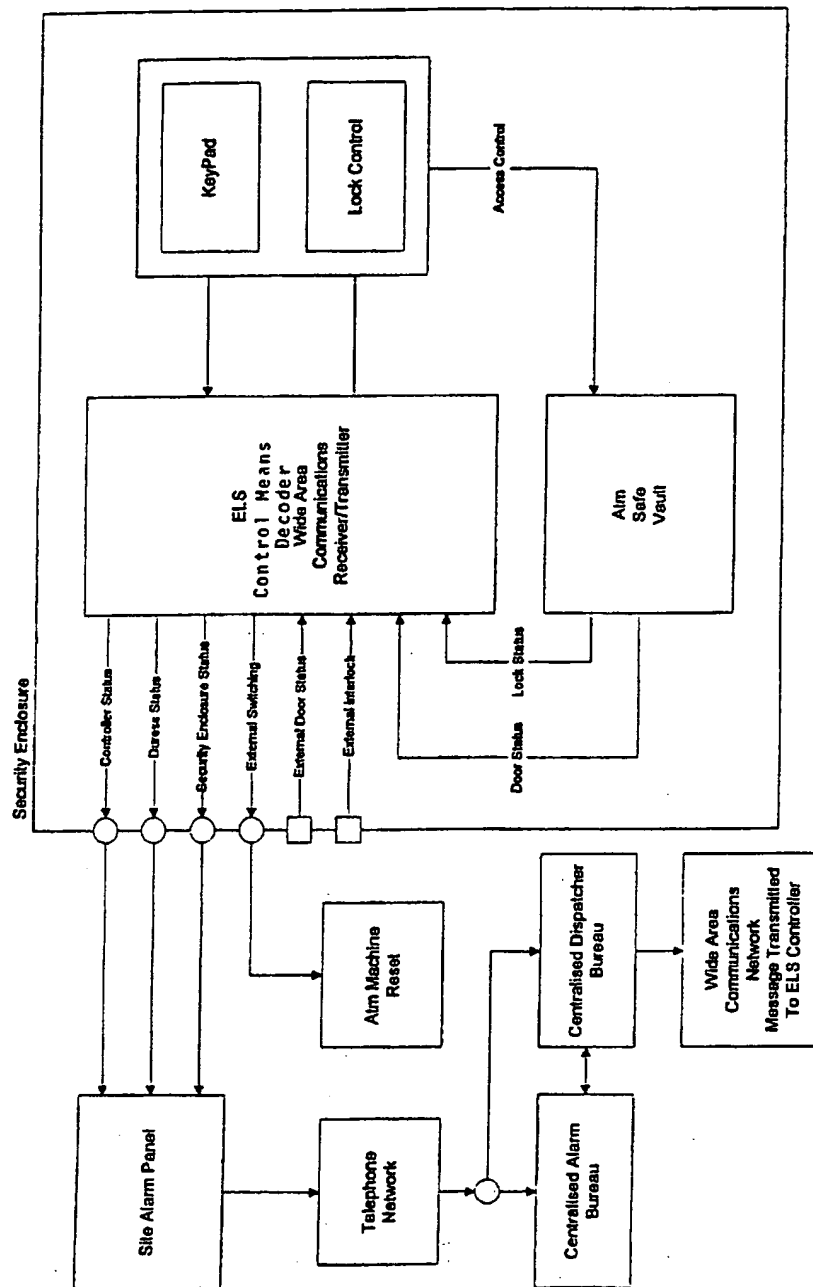 Security Enclosure
KeyPad
Lock Control
Access Control
ELS
Control Means
Decoder
Wide Area
Communications
Receiver/Transmitter
Atm
Safe
Vault
Controller Status
Duress Status
Security Enclosure Status
External Switching
External Door Status
External Interlock
Lock Status
Door Status
Site Alarm Panel
Atm Machine
Reset
Telephone
Network
Centralised Dispatcher
Bureau
Centralised Alarm
Bureau
Wide Area
Communications
Network
Message Transmitted
To ELS Controller